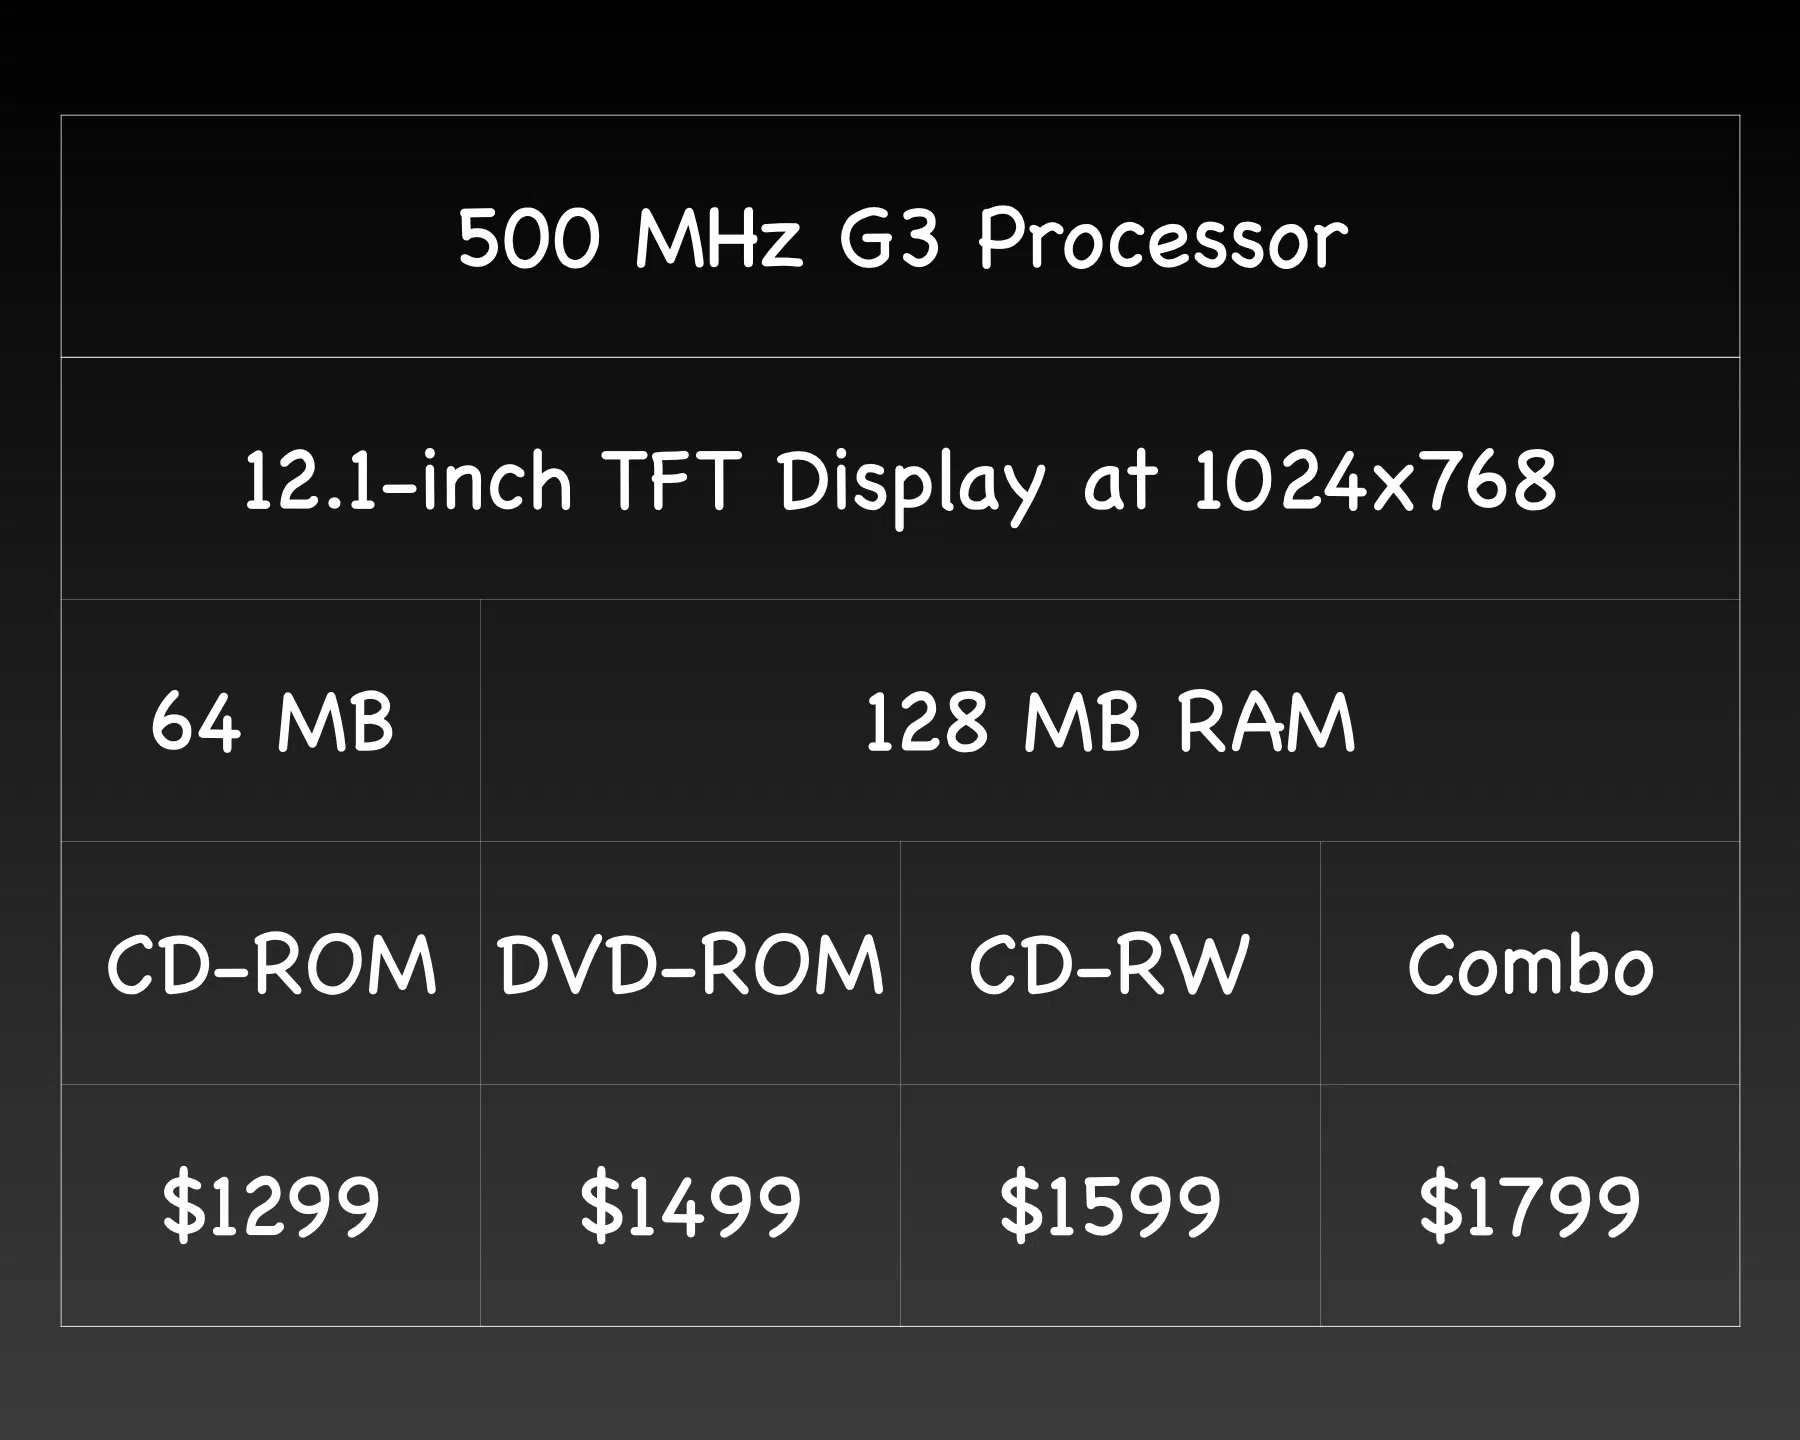 500 MHz G3 Processor
12.1-inch TFT Display at 1024x768
64 MB 128 MB RAM
CD-ROM DVD-ROM CD-RW Combo
$1299 $1499 $1599 $1799